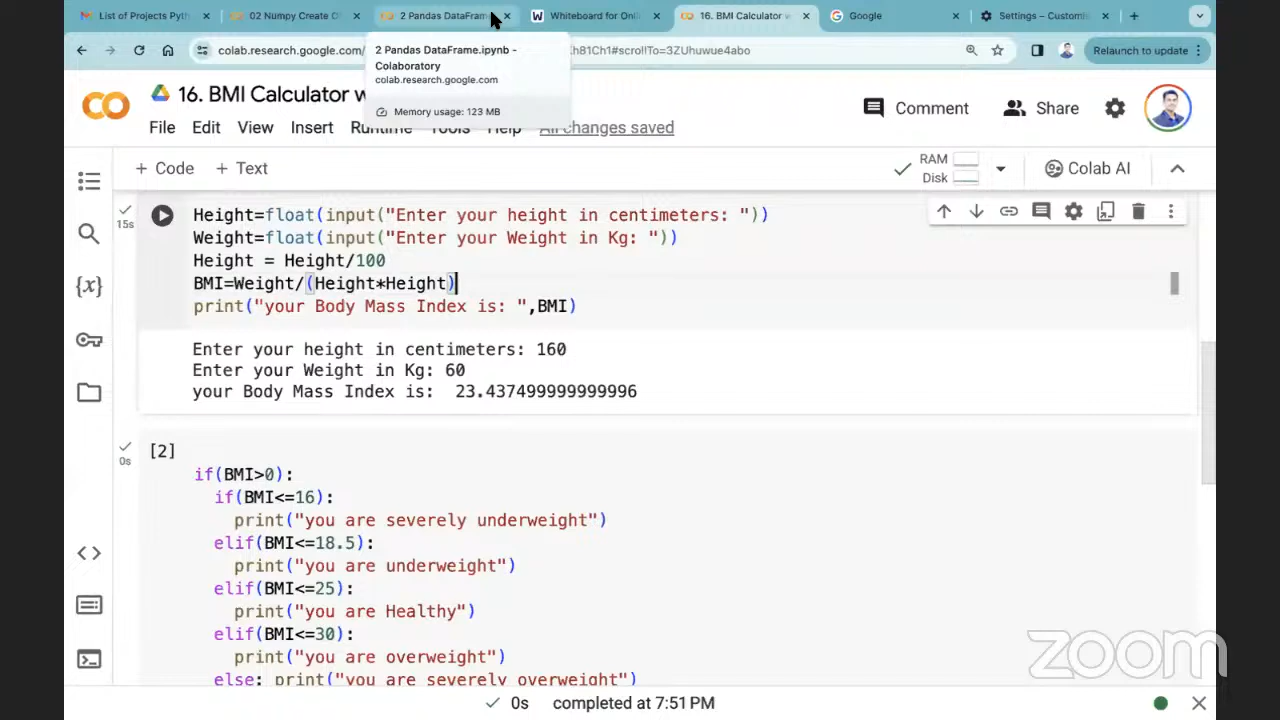 List of Projects Pyth
02 Numpy Create O
2 Pandas DataFram
Whiteboard for Onli
16. BMI Calculator w
Google
Settings – Customis
colab.research.google.com/
Ch81Ch1#scrollTo=3ZUhuwue4abo
Relaunch to update
2 Pandas DataFrame.ipynb -
Colaboratory
colab.research.google.com
Memory usage: 123 MB
CO
16. BMI Calculator w
Comment
Share
File Edit View Insert Runtime Tools Help All changes saved
+ Code + Text
RAM
Disk
Colab AI
15s
Height=float(input("Enter your height in centimeters: "))
Weight=float(input("Enter your Weight in Kg: "))
Height = Height/100
BMI=Weight/(Height*Height)
print("your Body Mass Index is: ",BMI)
Enter your height in centimeters: 160
Enter your Weight in Kg: 60
your Body Mass Index is:  23.437499999999996
0s
[2]
if(BMI>0):
  if(BMI<=16):
    print("you are severely underweight")
  elif(BMI<=18.5):
    print("you are underweight")
  elif(BMI<=25):
    print("you are Healthy")
  elif(BMI<=30):
    print("you are overweight")
  else: print("you are severely overweight")
{x}
zoom
0s completed at 7:51 PM